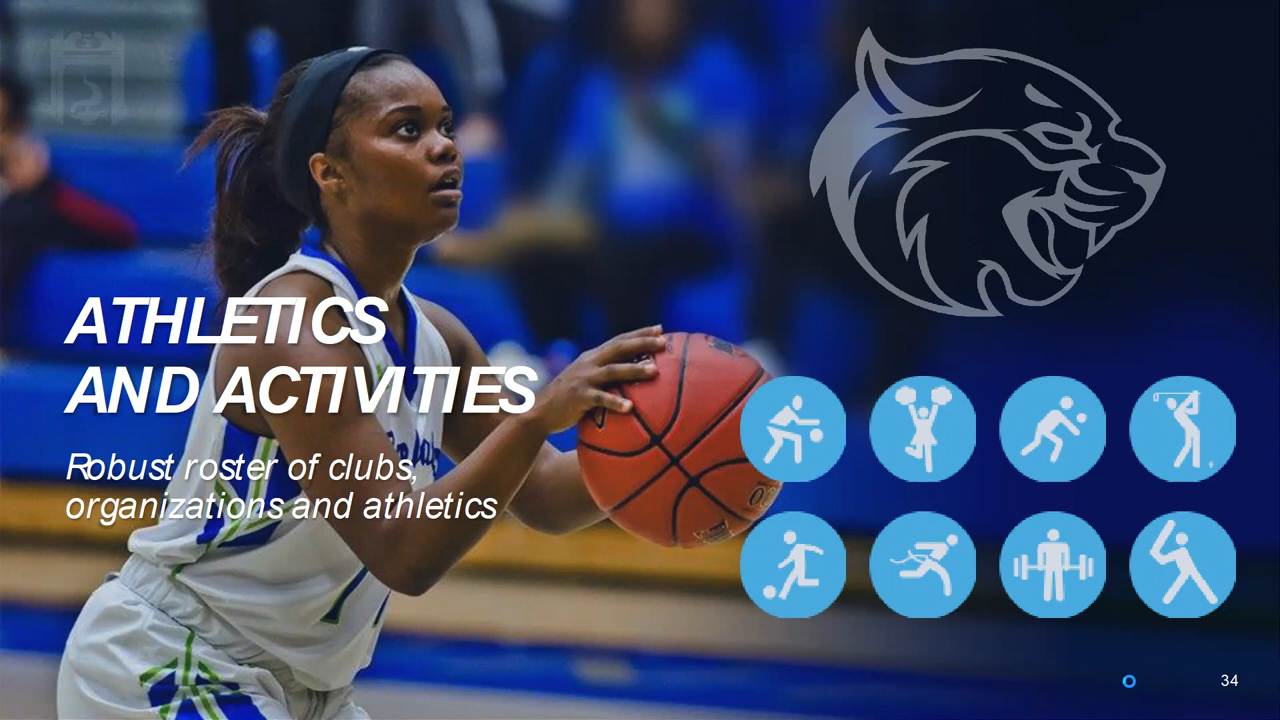 ATHLETICS
AND ACTIVITIES
Robust roster of clubs,
organizations and athletics
34